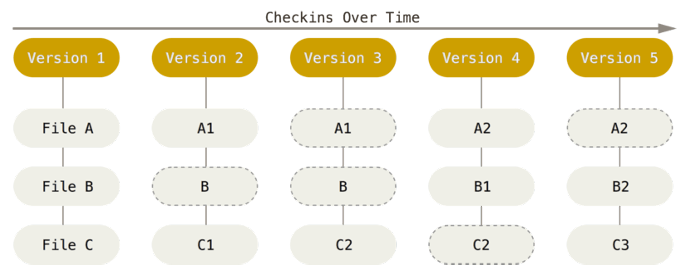 Checkins Over Time
Version 1 Version 2 Version 3 Version 4 Version 5
File A A1 A1 A2 A2
File B B B B1 B2
File C C1 C2 C2 C3